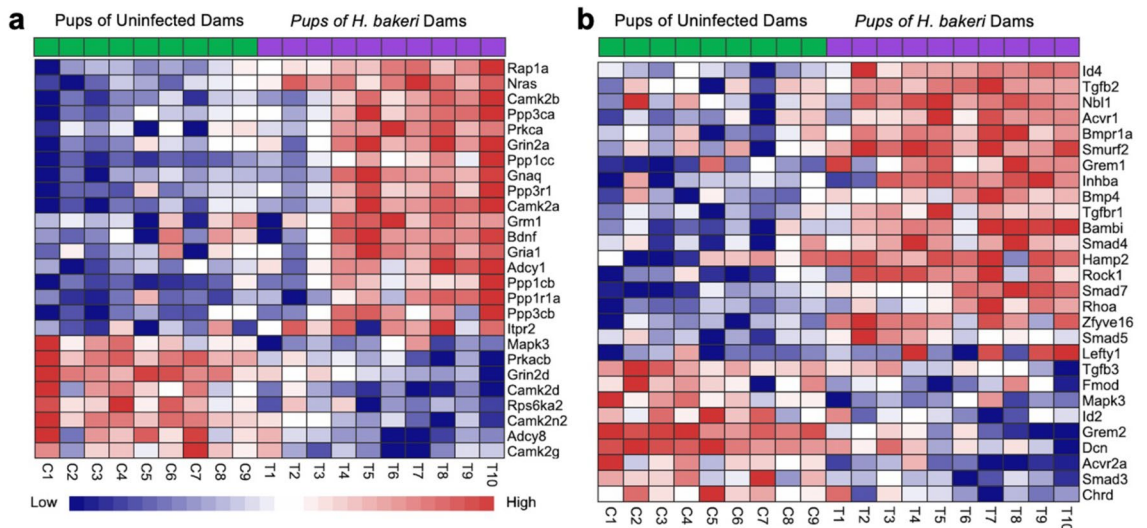 a
Pups of Uninfected Dams
Pups of H. bakeri Dams
Rap1a
Nras
Camk2b
Ppp3ca
Prkca
Grin2a
Ppp1cc
Gnaq
Ppp3r1
Camk2a
Grm1
Bdnf
Gria1
Adcy1
Ppp1cb
Ppp1r1a
Ppp3cb
Itpr2
Mapk3
Prkacb
Grin2d
Camk2d
Rps6ka2
Camk2n2
Adcy8
Camk2g
C1 C2 C3 C4 C5 C6 C7 C8 C9 T1 T2 T3 T4 T5 T6 T7 T8 T9 T10
Low High
b
Pups of Uninfected Dams
Pups of H. bakeri Dams
Id4
Tgfb2
Nbl1
Acvr1
Bmpr1a
Smurf2
Grem1
Inhba
Bmp4
Tgfbr1
Bambi
Smad4
Hamp2
Rock1
Smad7
Rhoa
Zfyve16
Smad5
Lefty1
Tgfb3
Fmod
Mapk3
Id2
Grem2
Dcn
Acvr2a
Smad3
Chrd
C1 C2 C3 C4 C5 C6 C7 C8 C9 T1 T2 T3 T4 T5 T6 T7 T8 T9 T10